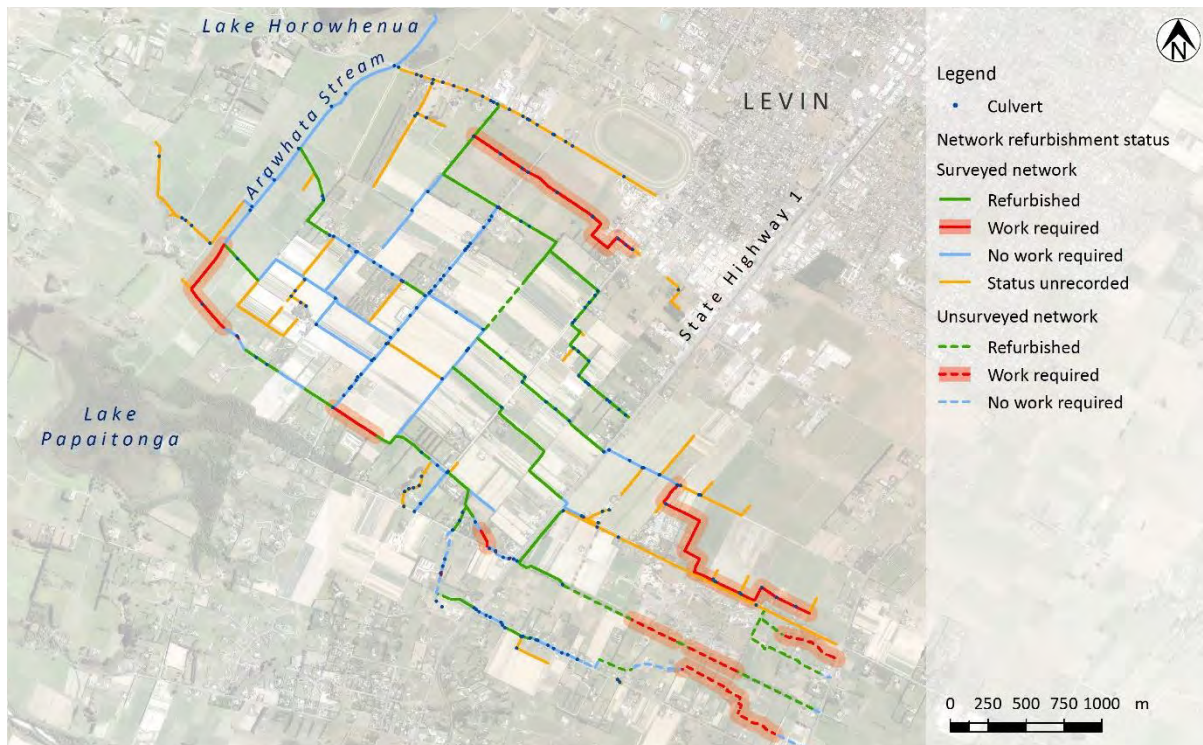 Lake Horowhenua
Arawhata Stream
LEVIN
State Highway 1
Lake
Papaitonga
N
Legend
Culvert
Network refurbishment status
Surveyed network
Refurbished
Work required
No work required
Status unrecorded
Unsurveyed network
Refurbished
Work required
No work required
0 250 500 750 1000 m